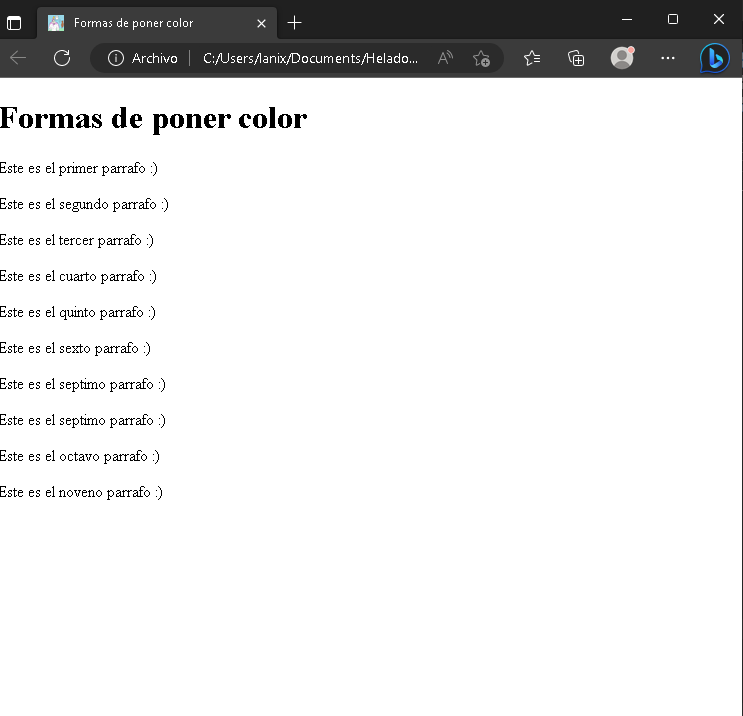 Formas de poner color
Archivo
C:/Users/lanix/Documents/Helado...
Formas de poner color
Este es el primer parrafo :)
Este es el segundo parrafo :)
Este es el tercer parrafo :)
Este es el cuarto parrafo :)
Este es el quinto parrafo :)
Este es el sexto parrafo :)
Este es el septimo parrafo :)
Este es el septimo parrafo :)
Este es el octavo parrafo :)
Este es el noveno parrafo :)